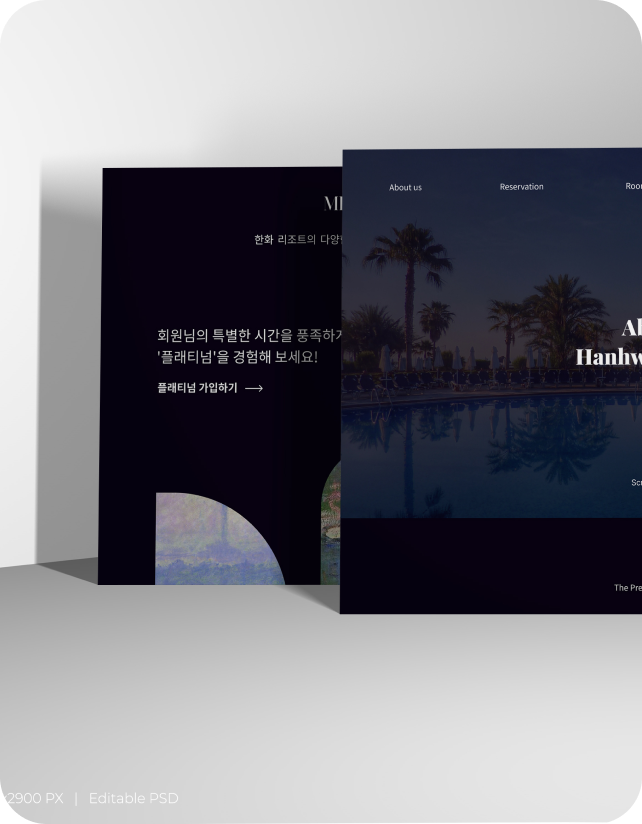 MI
한화 리조트의 다양한
회원님의 특별한 시간을 풍족하게
'플래티넘'을 경험해 보세요!
플래티넘 가입하기
About us
Reservation
Roo
Al
Hanhw
Scr
The Pre
2900 PX | Editable PSD